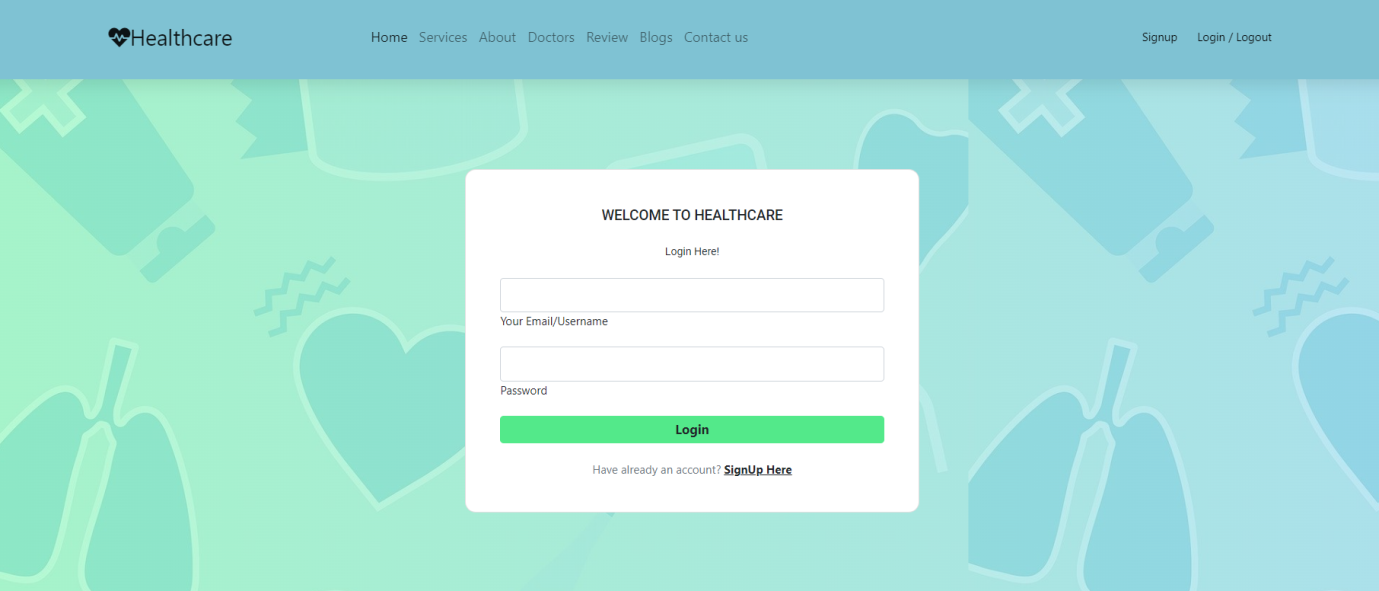 Healthcare Home Services About Doctors Review Blogs Contact us Signup Login / Logout
WELCOME TO HEALTHCARE
Login Here!
Your Email/Username
Password
Login
Have already an account? SignUp Here